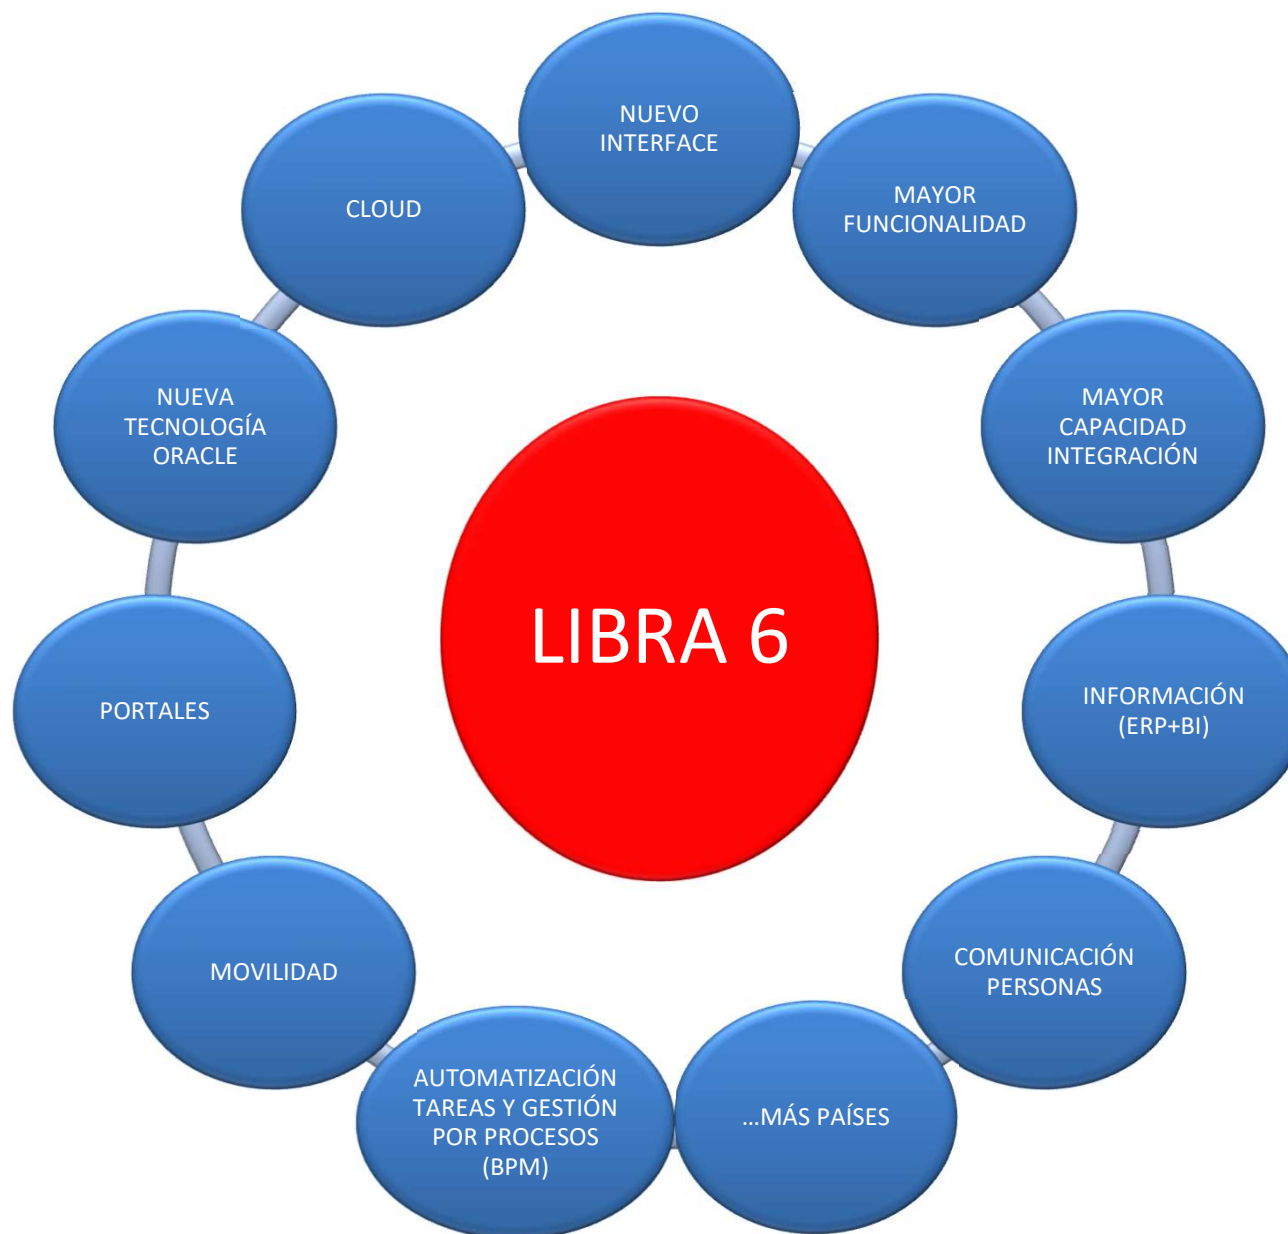 NUEVO
INTERFACE
MAYOR
FUNCIONALIDAD
MAYOR
CAPACIDAD
INTEGRACIÓN
INFORMACIÓN
(ERP+BI)
COMUNICACIÓN
PERSONAS
...MÁS PAÍSES
AUTOMATIZACIÓN
TAREAS Y GESTIÓN
POR PROCESOS
(BPM)
MOVILIDAD
PORTALES
NUEVA
TECNOLOGÍA
ORACLE
CLOUD
LIBRA 6